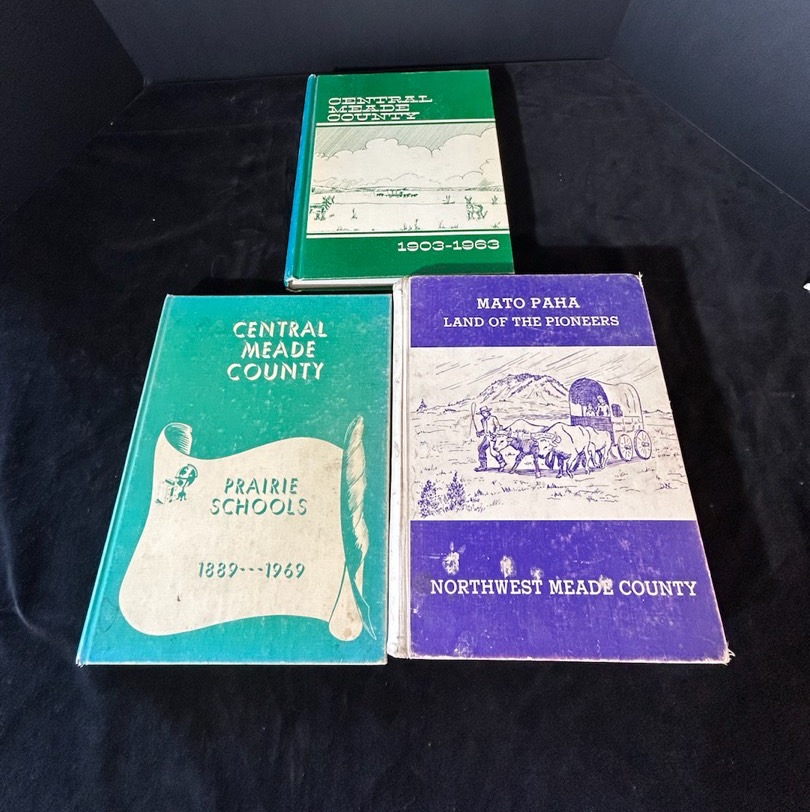 CENTRAL
MEADE
COUNTY
1903-1963
CENTRAL
MEADE
COUNTY
PRAIRIE
SCHOOLS
1889---1969
MATO PAHA
LAND OF THE PIONEERS
NORTHWEST MEADE COUNTY